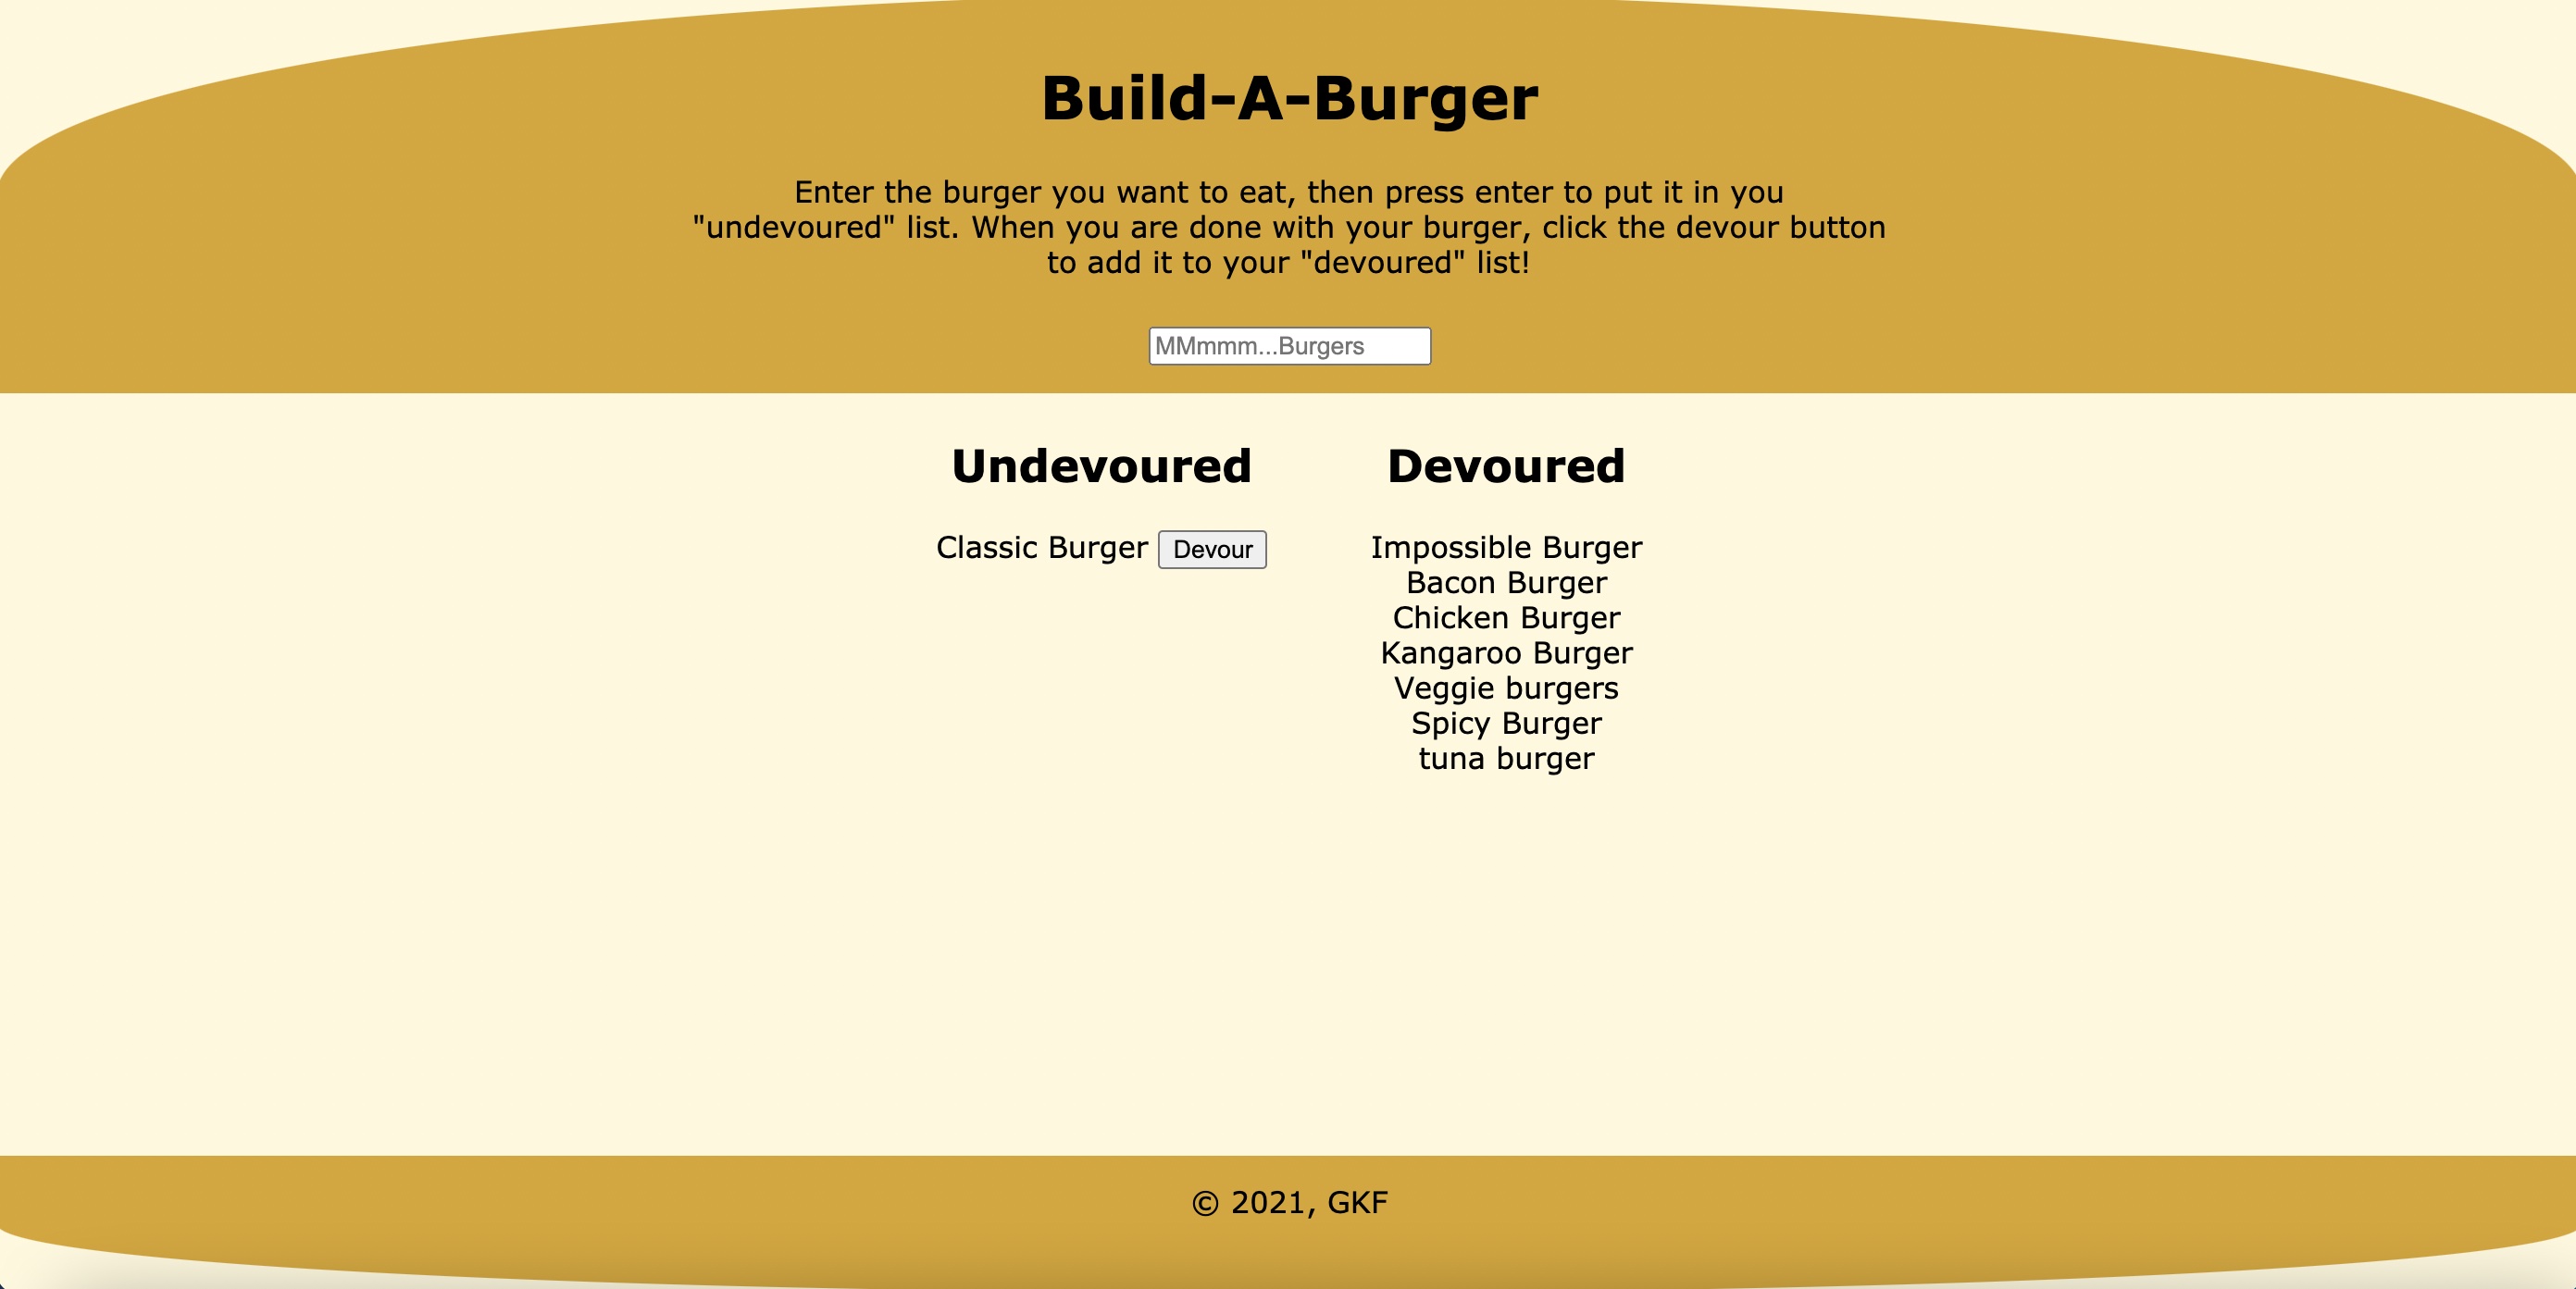 Build-A-Burger
Enter the burger you want to eat, then press enter to put it in you
"undevoured" list. When you are done with your burger, click the devour button
to add it to your "devoured" list!
MMmmm...Burgers
Undevoured
Classic Burger Devour
Devoured
Impossible Burger
Bacon Burger
Chicken Burger
Kangaroo Burger
Veggie burgers
Spicy Burger
tuna burger
© 2021, GKF